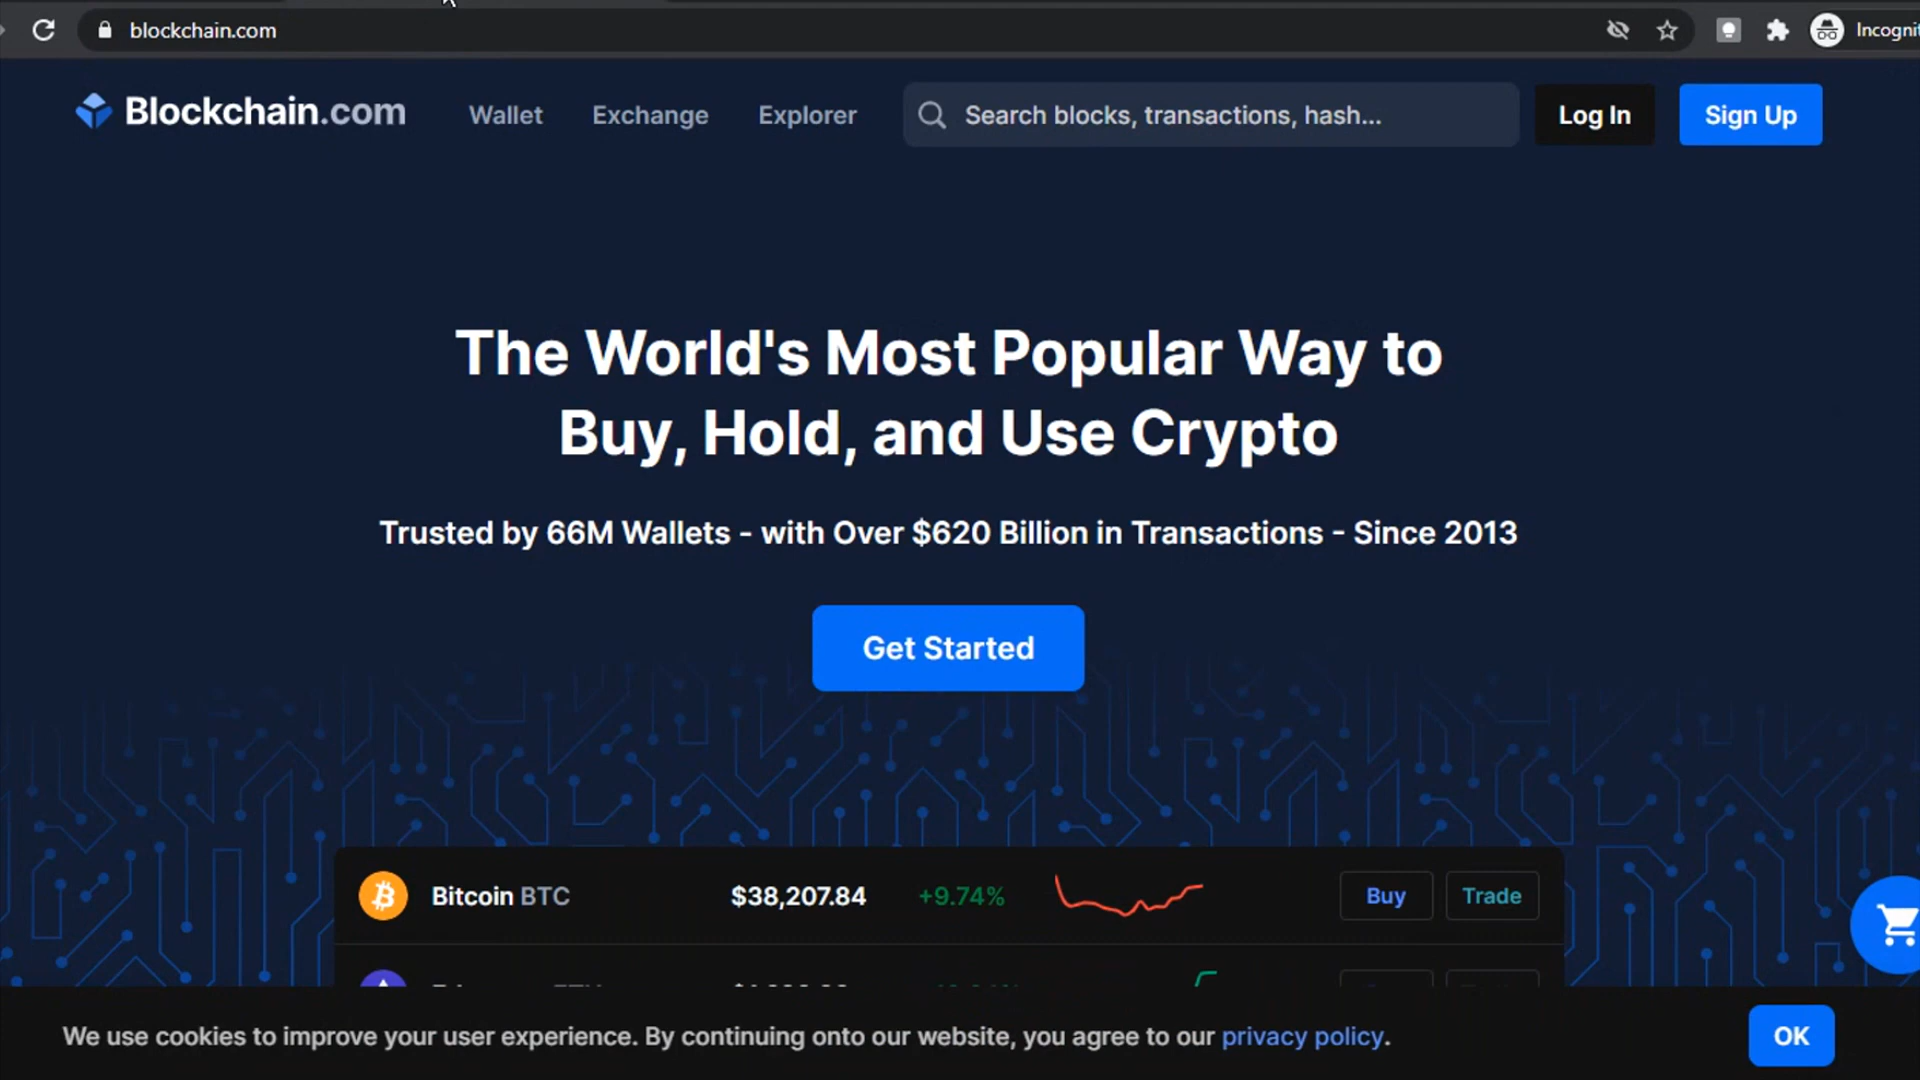 blockchain.com
Incogni
Blockchain.com Wallet Exchange Explorer Search blocks, transactions, hash... Log In Sign Up
The World's Most Popular Way to
Buy, Hold, and Use Crypto
Trusted by 66M Wallets - with Over $620 Billion in Transactions - Since 2013
Get Started
Bitcoin BTC $38,207.84 +9.74% Buy Trade
We use cookies to improve your user experience. By continuing onto our website, you agree to our privacy policy. OK